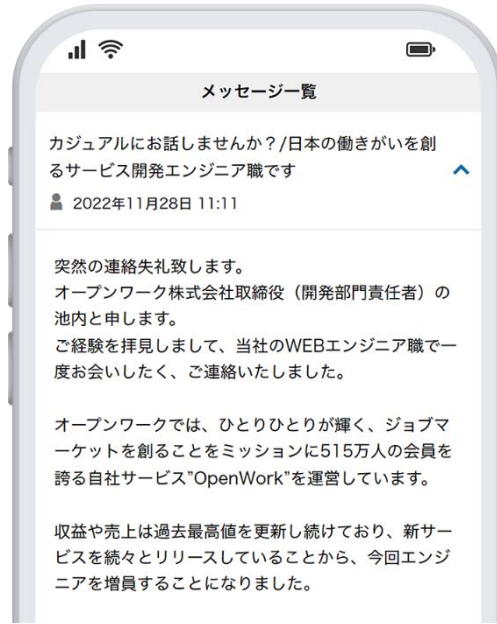 メッセージ一覧
カジュアルにお話しませんか？/日本の働きがいを創
るサービス開発エンジニア職です
2022年11月28日 11:11
突然の連絡失礼致します。
オープンワーク株式会社取締役（開発部門責任者）の
池内と申します。
ご経験を拝見しまして、当社のWEBエンジニア職で一
度お会いしたく、ご連絡いたしました。
オープンワークでは、ひとりひとりが輝く、ジョブマ
ーケットを創ることをミッションに515万人の会員を
誇る自社サービス”OpenWork”を運営しています。
収益や売上は過去最高値を更新し続けており、新サー
ビスを続々とリリースしていることから、今回エンジ
ニアを増員することになりました。